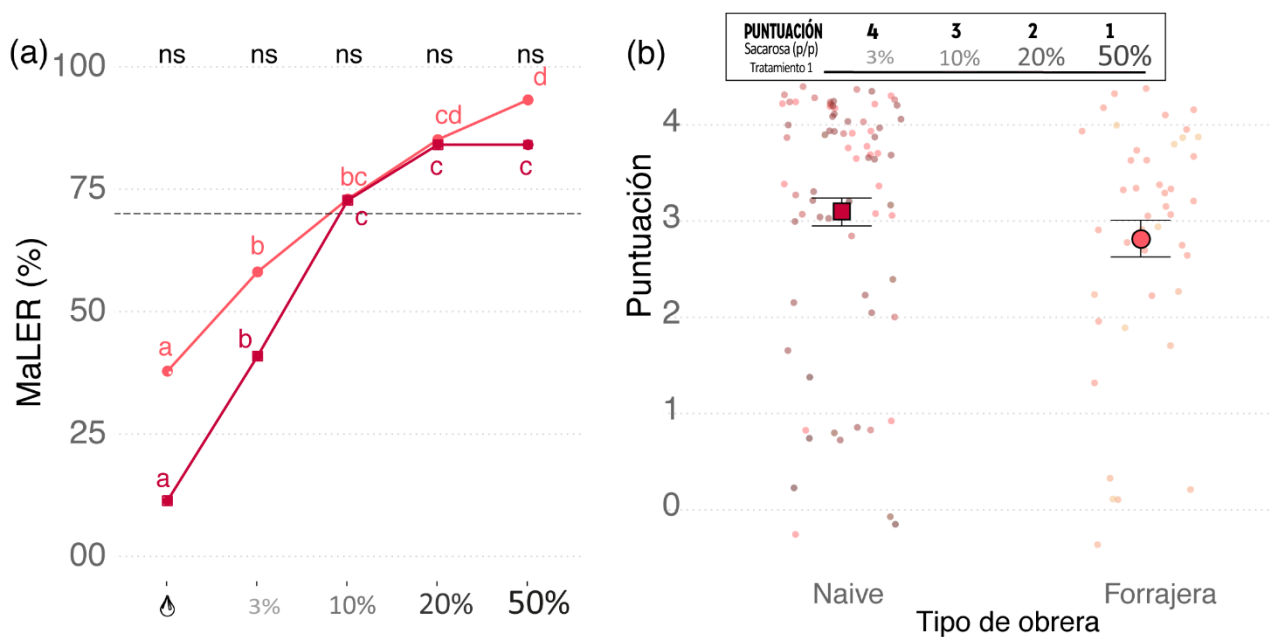 (a)
ns ns ns ns ns
100
75
50
25
00
MaLER (%)
a
b
bc
cd
d
a
b
c
c
c
3% 10% 20% 50%
(b)
PUNTUACIÓN 4 3 2 1
Sacarosa (p/p) 3% 10% 20% 50%
Tratamiento 1
4
3
2
1
0
Puntuación
Naive Forrajera
Tipo de obrera